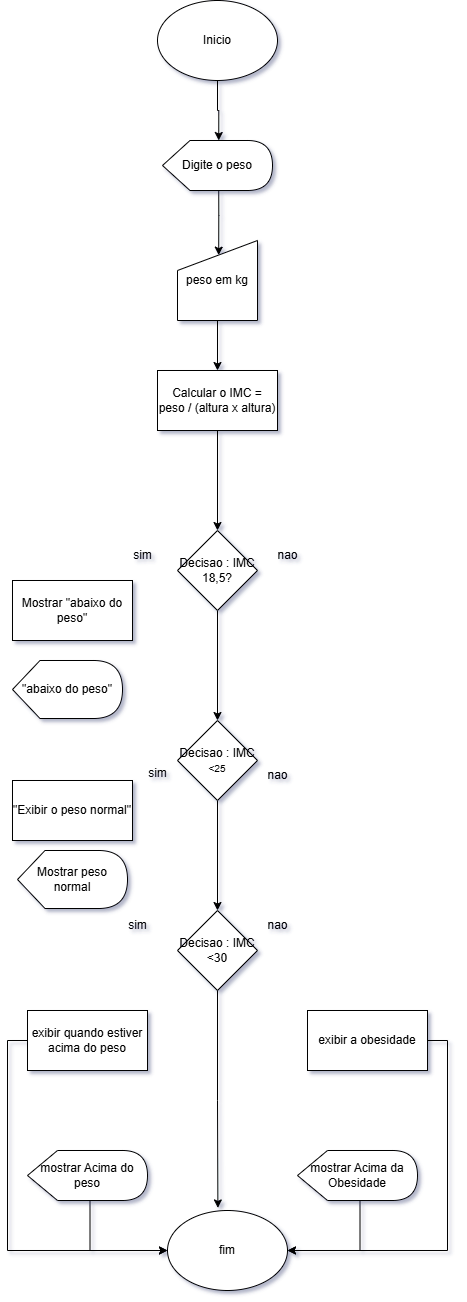 Inicio
Digite o peso
peso em kg
Calcular o IMC =
peso / (altura x altura)
sim
nao
Decisao : IMC
18,5?
Mostrar "abaixo do
peso"
"abaixo do peso"
Decisao : IMC
<25
sim
nao
"Exibir o peso normal"
Mostrar peso
normal
sim
nao
Decisao : IMC
<30
exibir quando estiver
acima do peso
exibir a obesidade
mostrar Acima do
peso
mostrar Acima da
Obesidade
fim